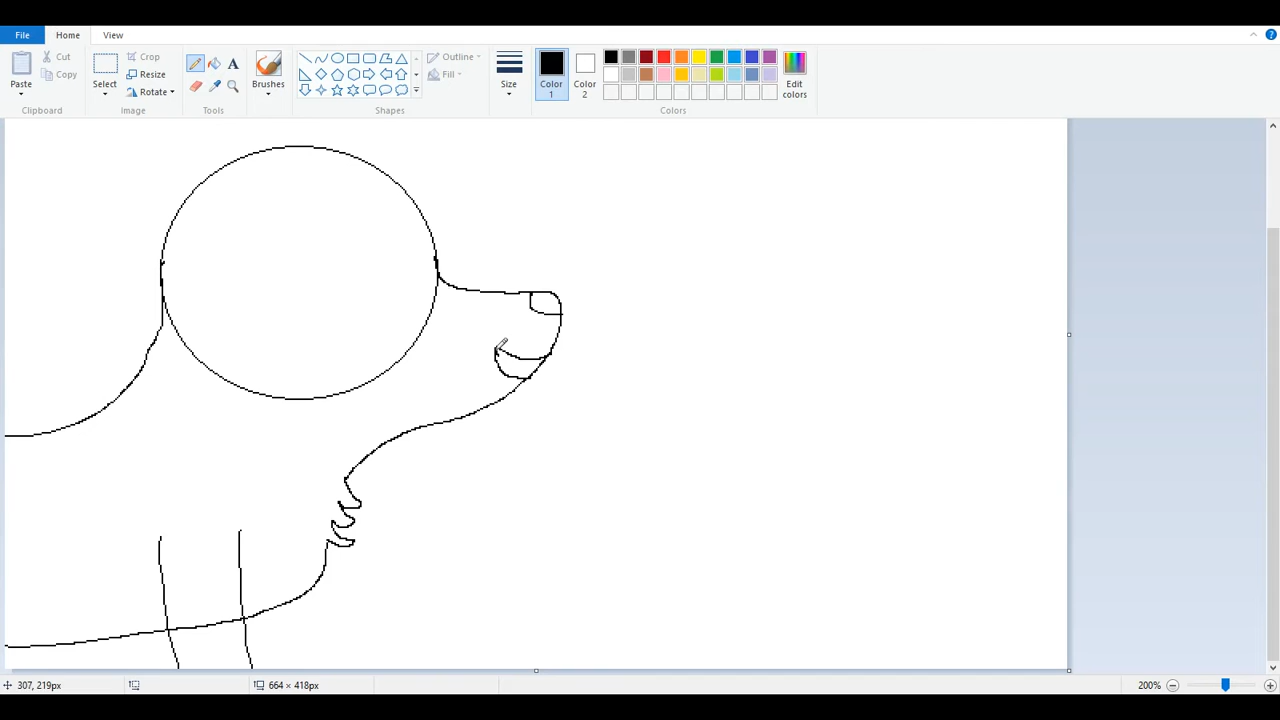 File Home View
Paste Cut Copy Clipboard
Select Crop Resize Rotate Image
A Tools
Brushes
Outline Fill Shapes
Size
Color 1 Color 2 Edit colors Colors
307, 219px 664 × 418px 200%